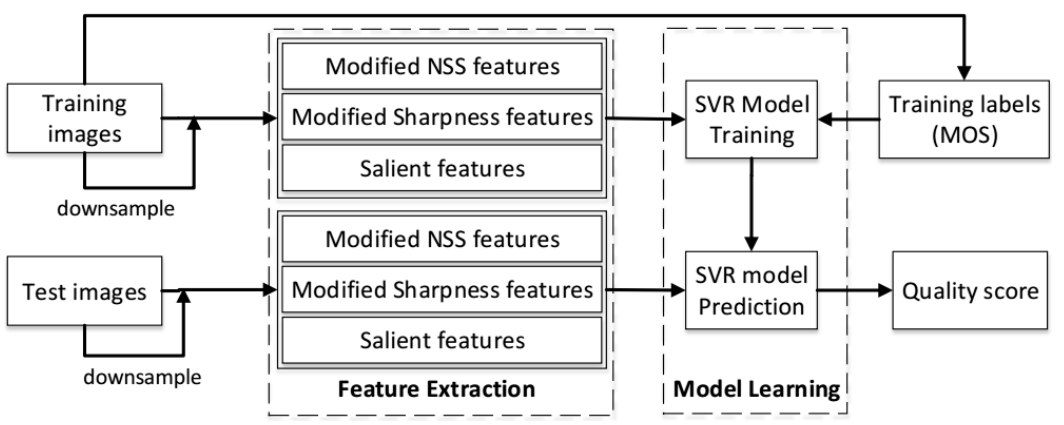 Training
images
downsample
Modified NSS features
Modified Sharpness features
Salient features
SVR Model
Training
Training labels
(MOS)
Test images
downsample
Modified NSS features
Modified Sharpness features
Salient features
SVR model
Prediction
Quality score
Feature Extraction
Model Learning